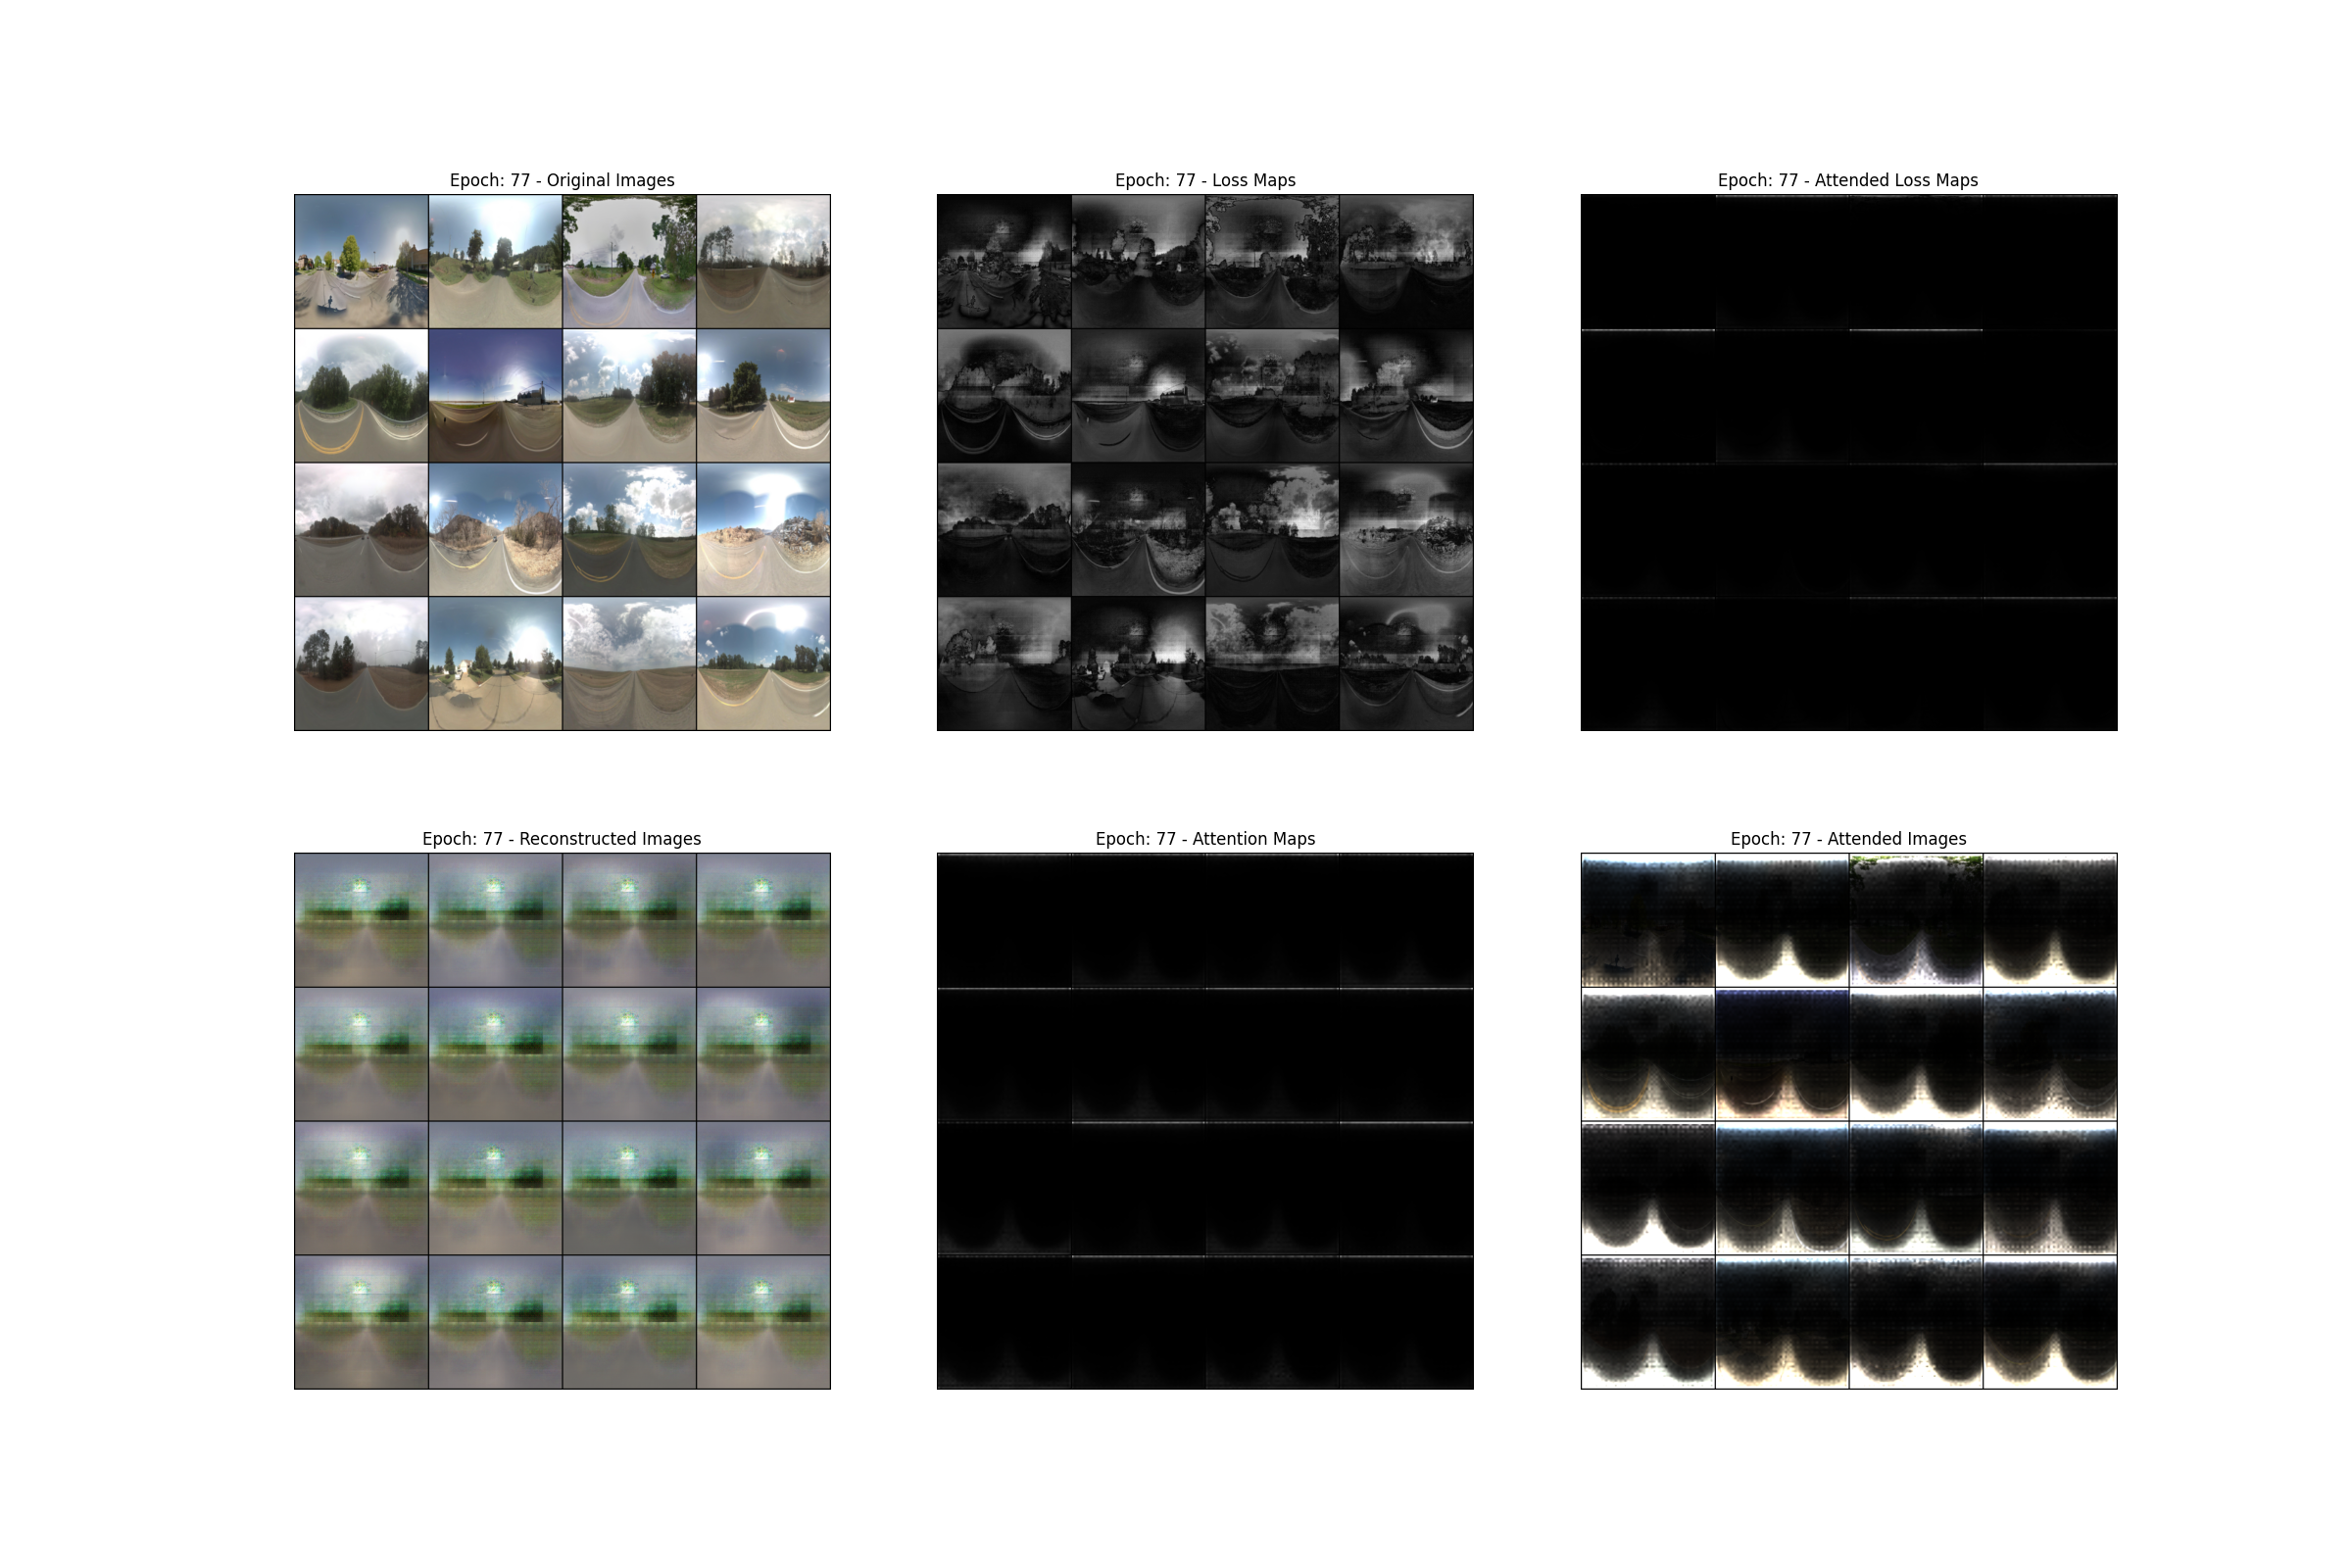 Epoch: 77 - Original Images
Epoch: 77 - Loss Maps
Epoch: 77 - Attended Loss Maps
Epoch: 77 - Reconstructed Images
Epoch: 77 - Attention Maps
Epoch: 77 - Attended Images